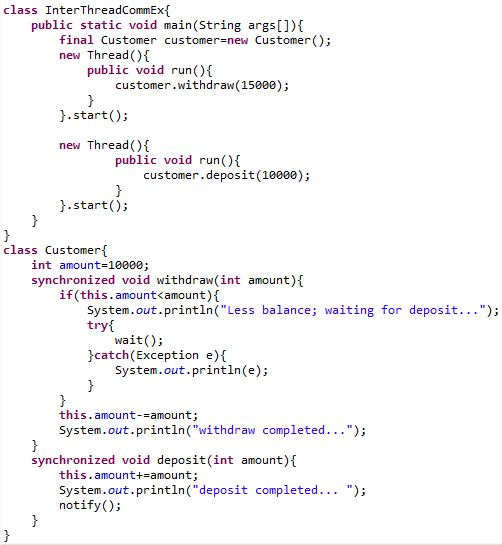 class InterThreadCommEx{
    public static void main(String args[]){
        final Customer customer=new Customer();
        new Thread(){
            public void run(){
                customer.withdraw(15000);
            }
        }.start();

        new Thread(){
                public void run(){
                    customer.deposit(10000);
                }
        }.start();
    }
}
class Customer{
    int amount=10000;
    synchronized void withdraw(int amount){
        if(this.amount<amount){
            System.out.println("Less balance; waiting for deposit...");
            try{
                wait();
            }catch(Exception e){
                System.out.println(e);
            }
        }
        this.amount-=amount;
        System.out.println("withdraw completed...");
    }
    synchronized void deposit(int amount){
        this.amount+=amount;
        System.out.println("deposit completed... ");
        notify();
    }
}